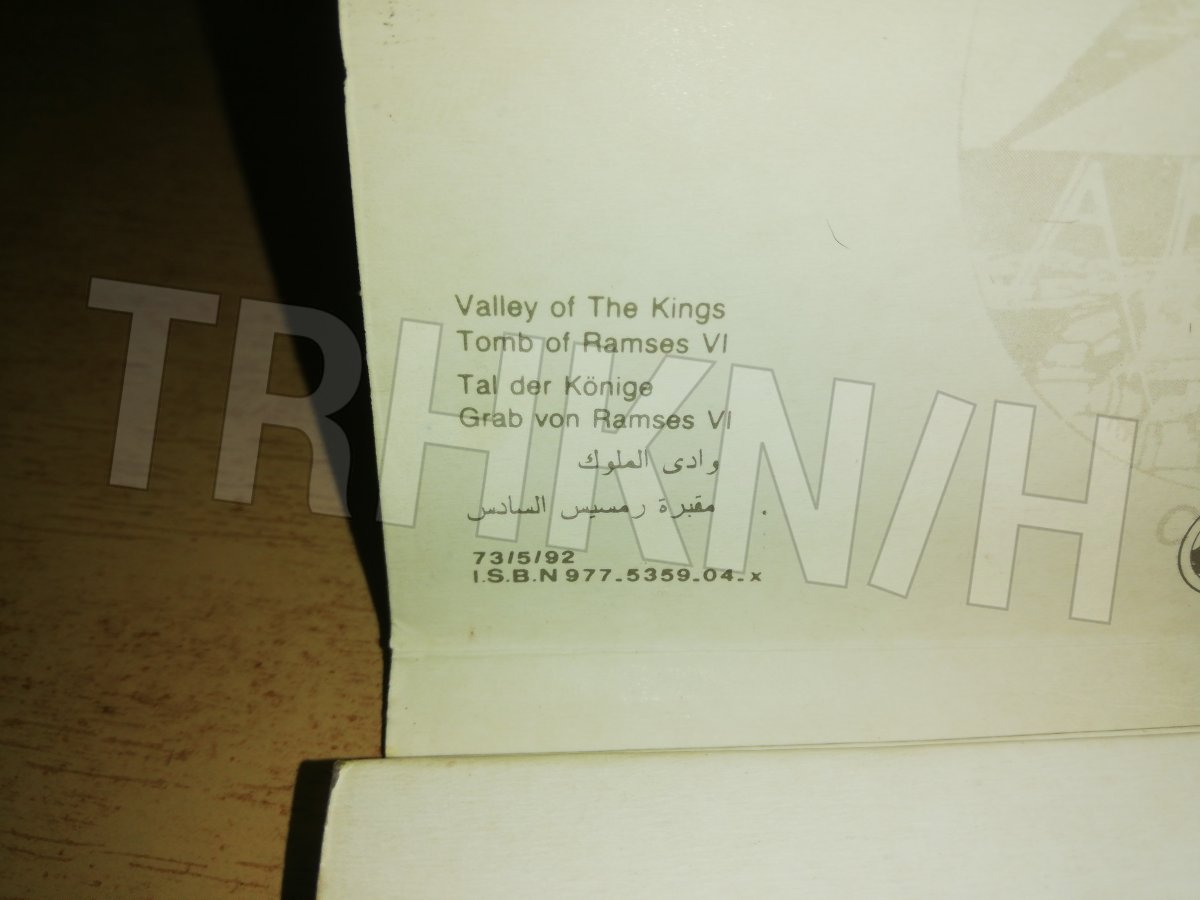 Valley of The Kings
Tomb of Ramses VI
Tal der Könige
Grab von Ramses VI
وادى الملوك
مقبرة رمسيس السادس
73/5/92
I.S.B.N 977-5359-04-x
TRHKN/H